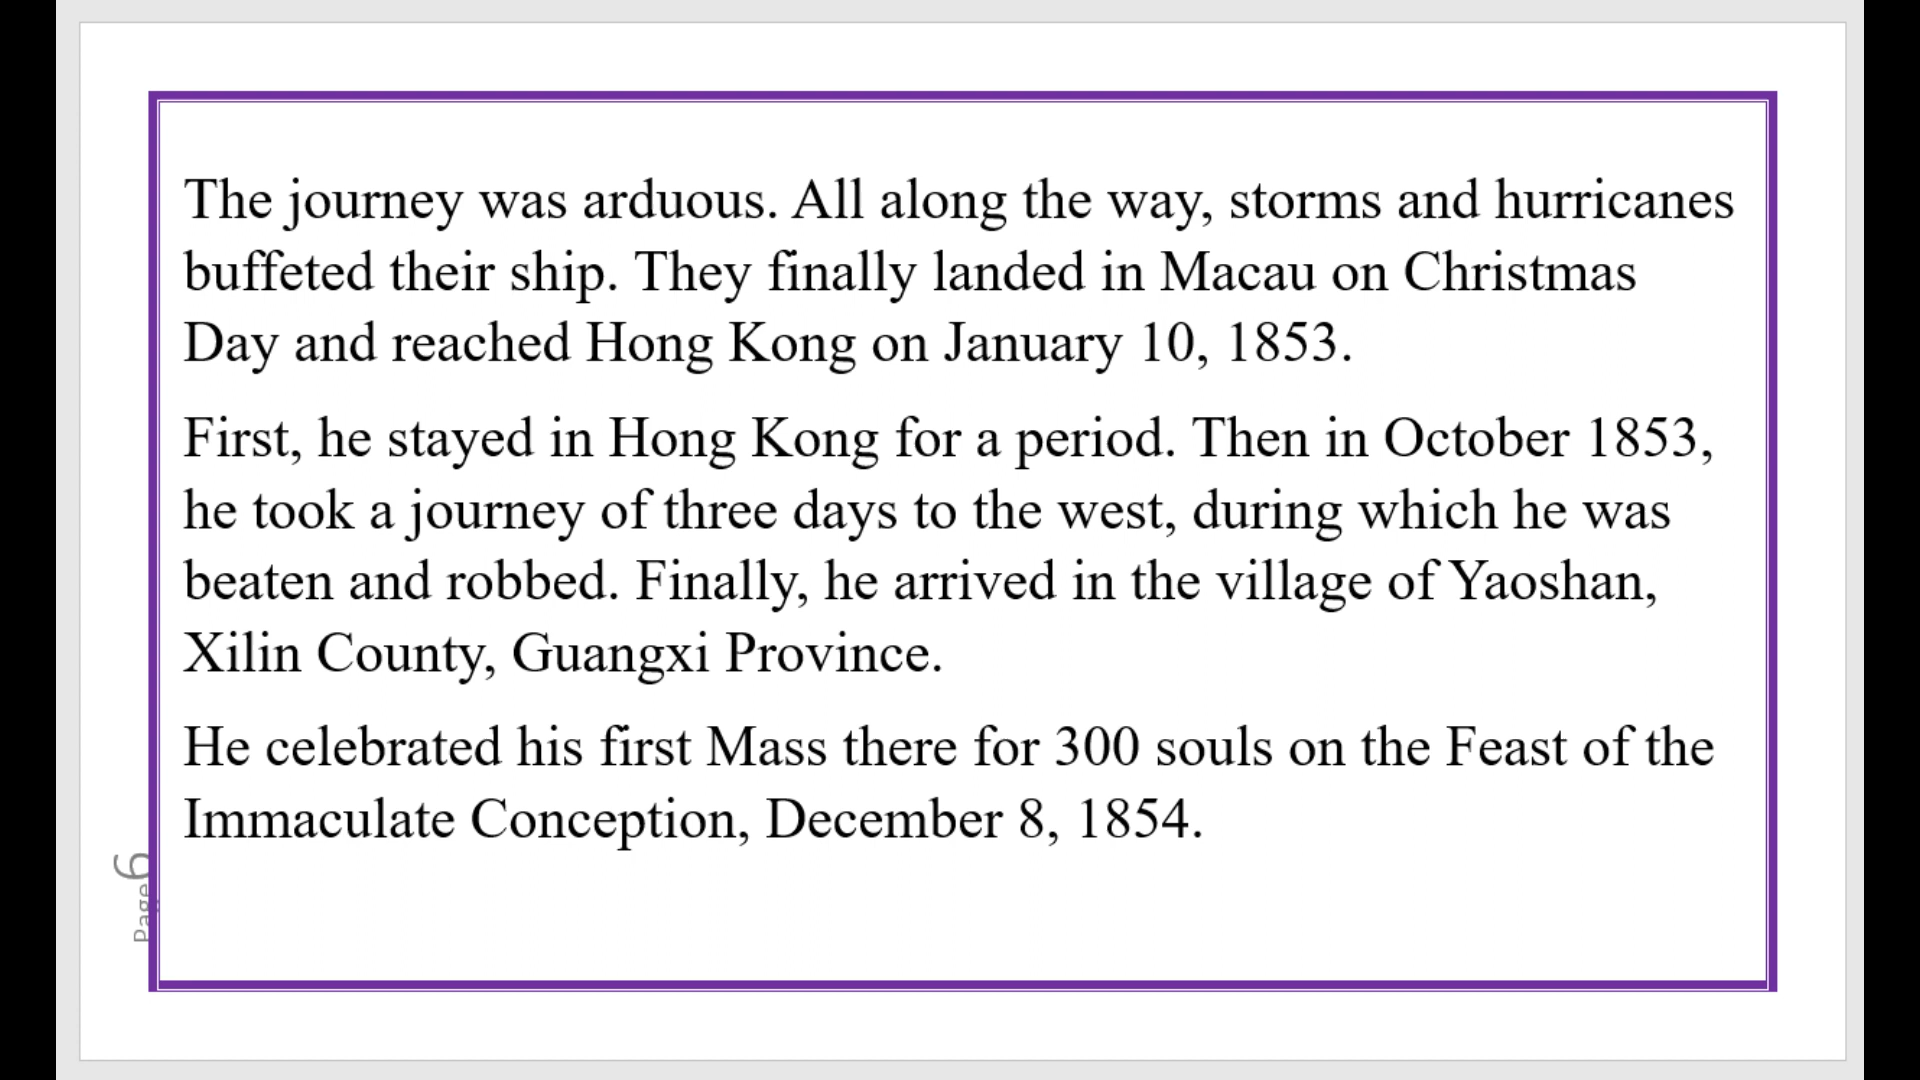 The journey was arduous. All along the way, storms and hurricanes
buffeted their ship. They finally landed in Macau on Christmas
Day and reached Hong Kong on January 10, 1853.
First, he stayed in Hong Kong for a period. Then in October 1853,
he took a journey of three days to the west, during which he was
beaten and robbed. Finally, he arrived in the village of Yaoshan,
Xilin County, Guangxi Province.
He celebrated his first Mass there for 300 souls on the Feast of the
Immaculate Conception, December 8, 1854.
Page 6